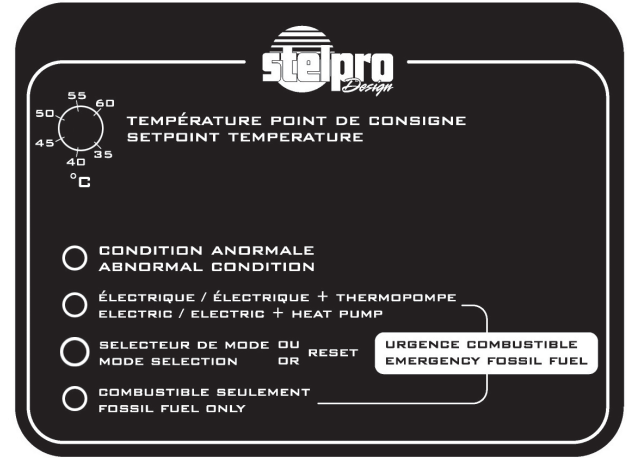 stelpro
Design
55
60
50
45
35
40
°C
TEMPÉRATURE POINT DE CONSIGNE
SETPOINT TEMPERATURE
CONDITION ANORMALE
ABNORMAL CONDITION
ÉLECTRIQUE / ÉLECTRIQUE + THERMOPOMPE
ELECTRIC / ELECTRIC + HEAT PUMP
SELECTEUR DE MODE OU RESET
MODE SELECTION OR
URGENCE COMBUSTIBLE
EMERGENCY FOSSIL FUEL
COMBUSTIBLE SEULEMENT
FOSSIL FUEL ONLY